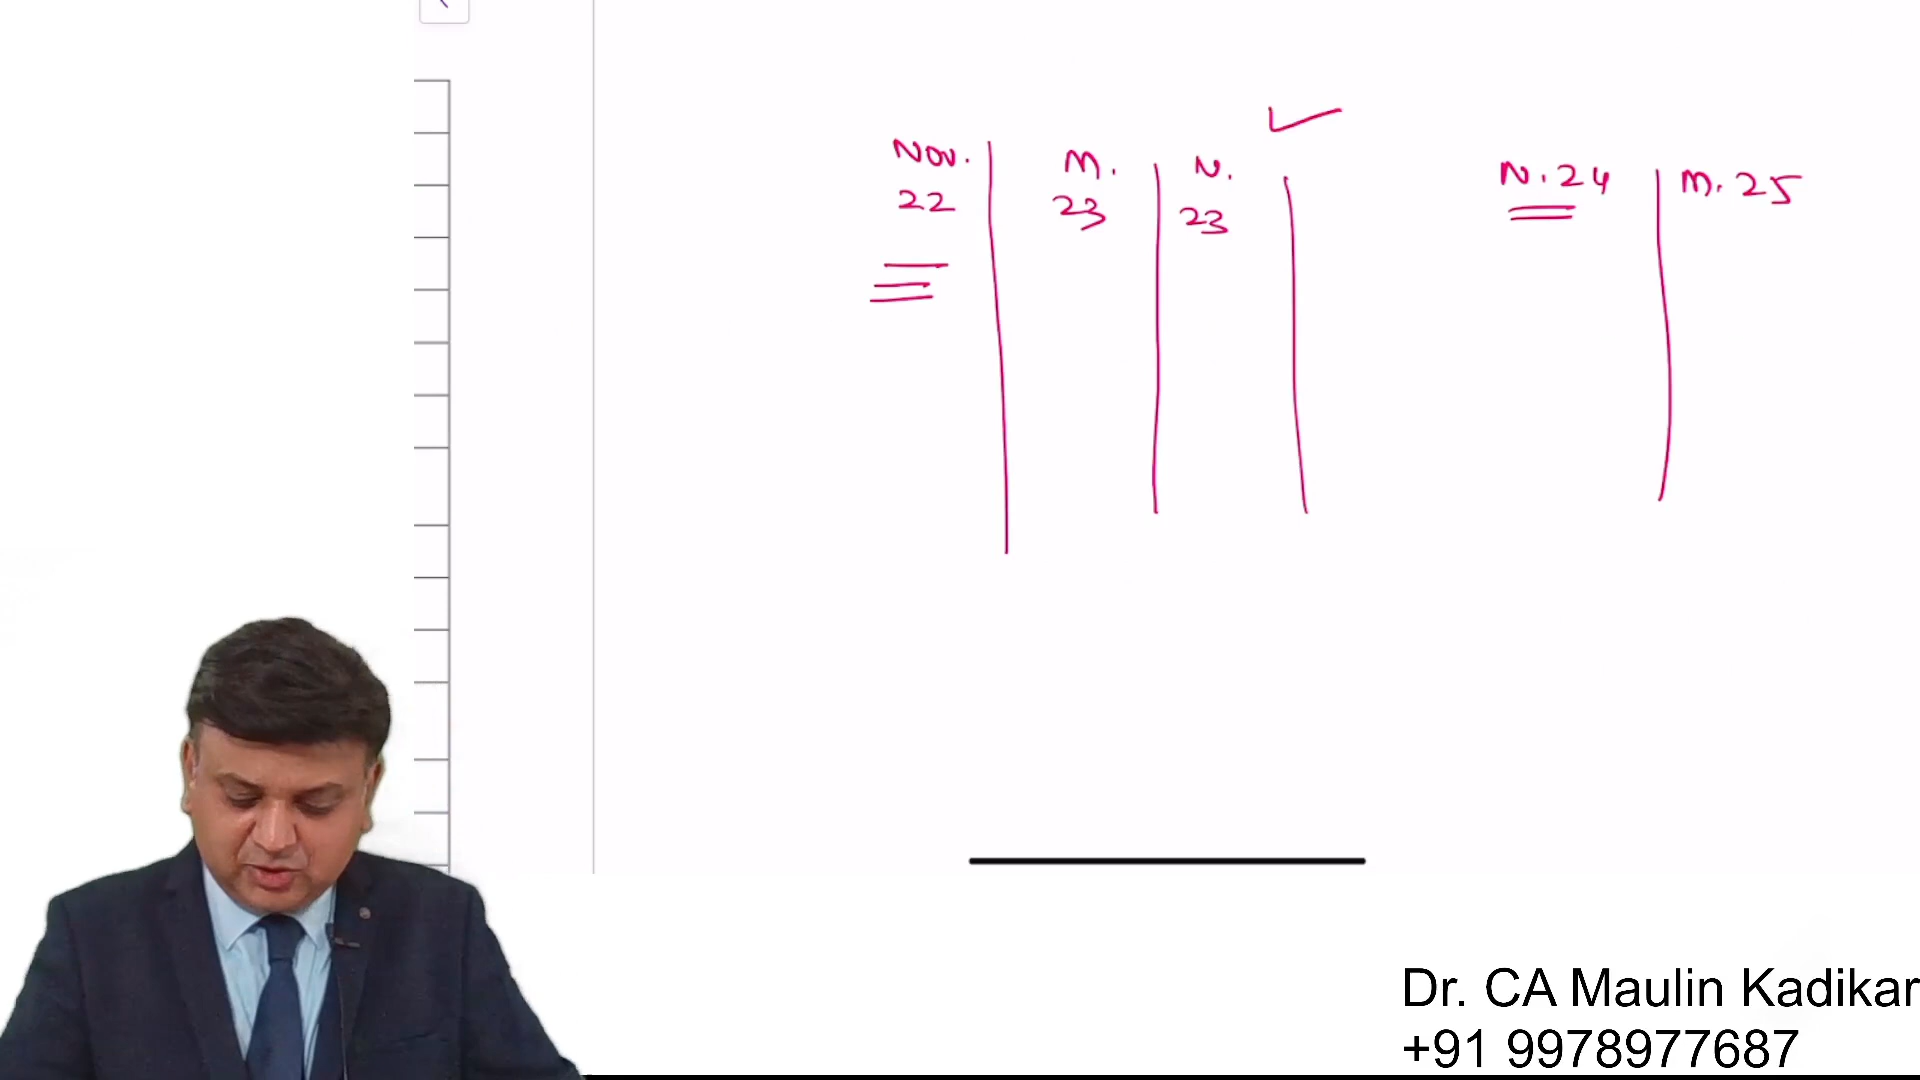 Nov.
22
M.
23
N.
23
N. 24
M. 25
Dr. CA Maulin Kadikar
+91 9978977687